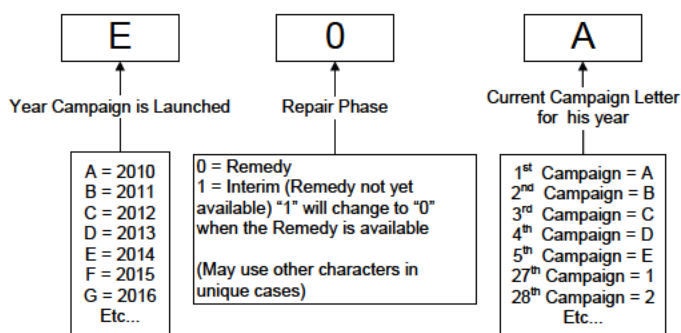 E
0
A
Year Campaign is Launched
Repair Phase
Current Campaign Letter
for his year
A = 2010
B = 2011
C = 2012
D = 2013
E = 2014
F = 2015
G = 2016
Etc...
0 = Remedy
1 = Interim (Remedy not yet
available) “1” will change to “0”
when the Remedy is available
(May use other characters in
unique cases)
1st Campaign = A
2nd Campaign = B
3rd Campaign = C
4th Campaign = D
5th Campaign = E
27th Campaign = 1
28th Campaign = 2
Etc...